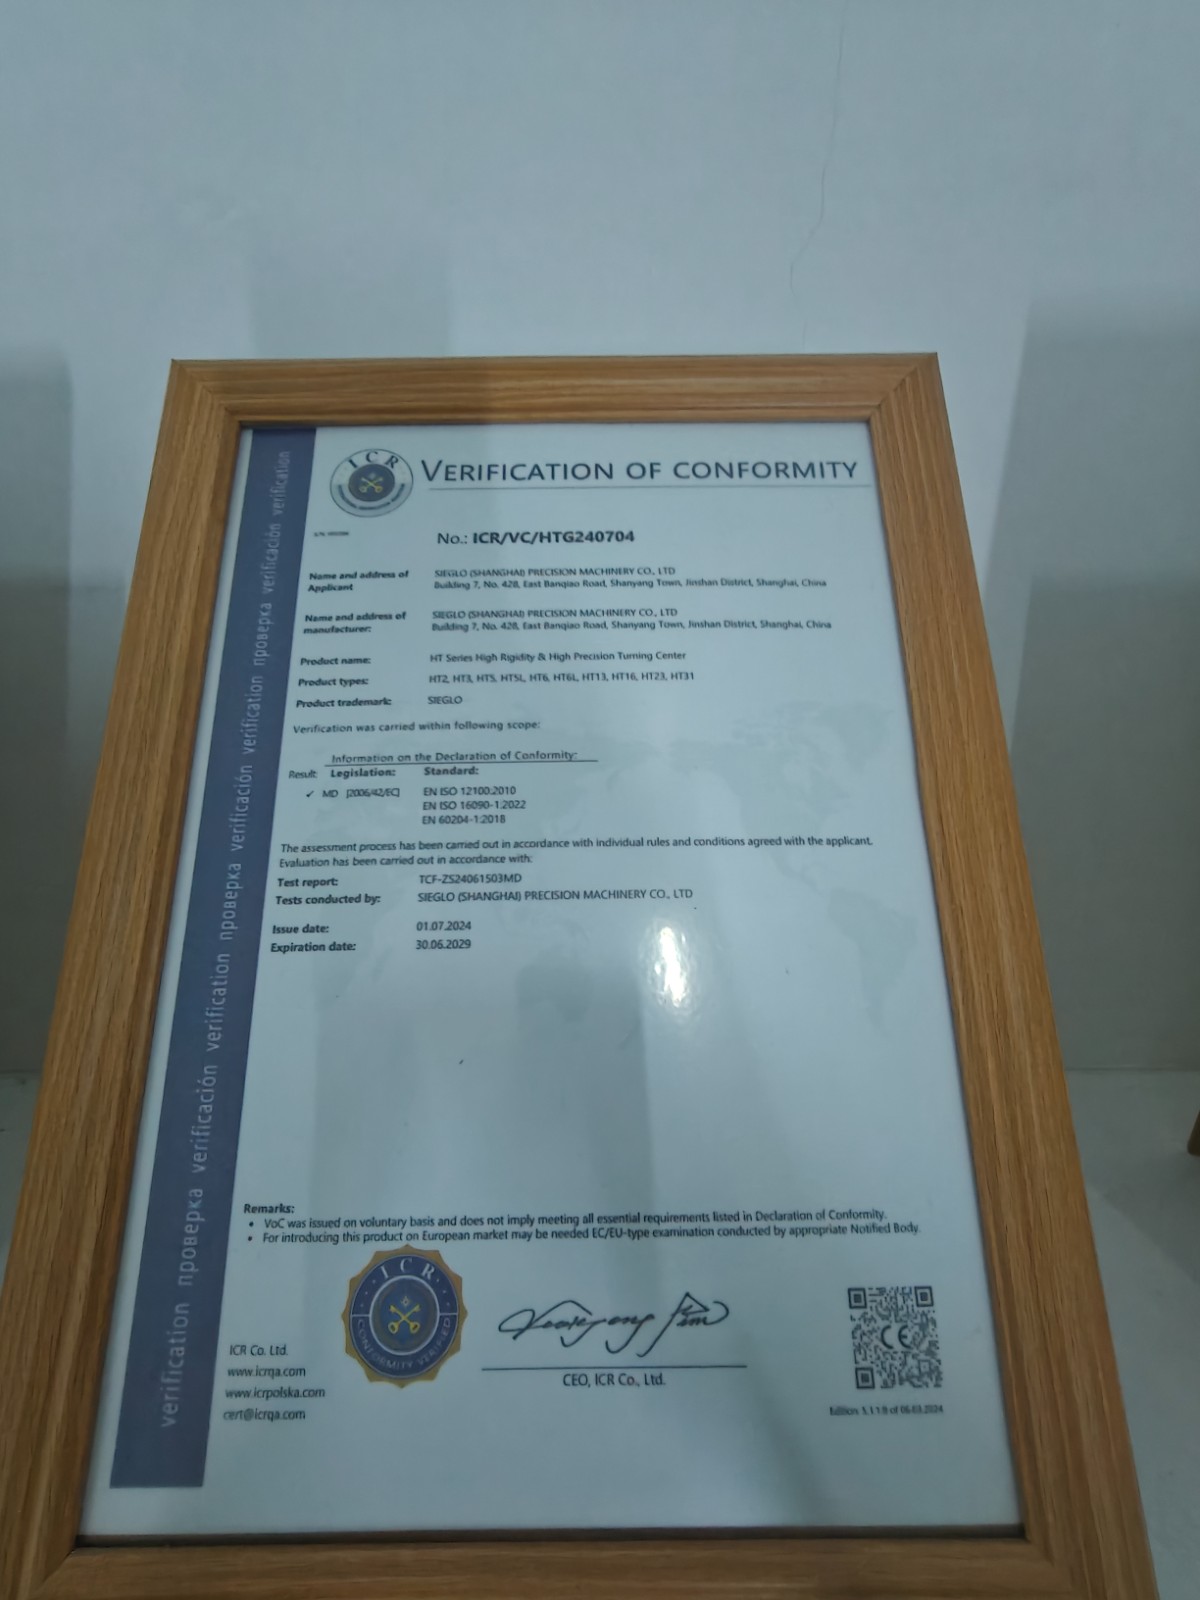 verification проверка verificación verification проверка verificación verification проверка verificación verification
ICR
VERIFICATION OF CONFORMITY
No.: ICR/VC/HTG240704
Name and address of Applicant
SIEGLO (SHANGHAI) PRECISION MACHINERY CO., LTD
Building 7, No. 428, East Banqiao Road, Shanyang Town, Jinshan District, Shanghai, China
Name and address of manufacturer:
SIEGLO (SHANGHAI) PRECISION MACHINERY CO., LTD
Building 7, No. 428, East Banqiao Road, Shanyang Town, Jinshan District, Shanghai, China
Product name: HT Series High Rigidity & High Precision Turning Center
Product types: HT2, HT3, HT5, HT5L, HT6, HT6L, HT13, HT16, HT23, HT31
Product trademark: SIEGLO
Verification was carried within following scope:
Information on the Declaration of Conformity:
Result: Legislation: Standard:
✓ MD [2006/42/EC] EN ISO 12100:2010
EN ISO 16090-1:2022
EN 60204-1:2018
The assessment process has been carried out in accordance with individual rules and conditions agreed with the applicant.
Evaluation has been carried out in accordance with:
Test report: TCF-ZS24061503MD
Tests conducted by: SIEGLO (SHANGHAI) PRECISION MACHINERY CO., LTD
Issue date: 01.07.2024
Expiration date: 30.06.2029
Remarks:
• VoC was issued on voluntary basis and does not imply meeting all essential requirements listed in Declaration of Conformity.
• For introducing this product on European market may be needed EC/EU-type examination conducted by appropriate Notified Body.
ICR
CONFORMITY VERIFIED
CE
ICR Co. Ltd.
www.icrqa.com
www.icrpolska.com
cert@icrqa.com
CEO, ICR Co., Ltd.